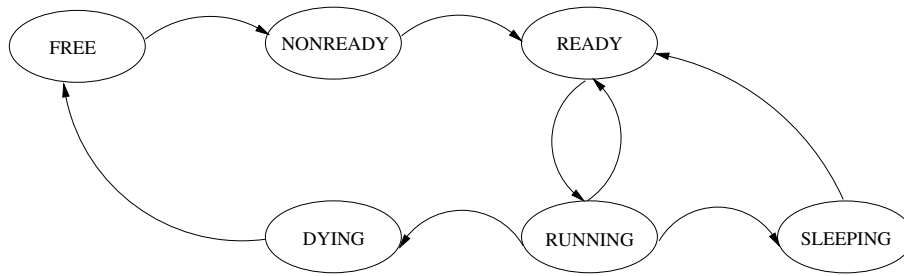 FREE
NONREADY
READY
DYING
RUNNING
SLEEPING